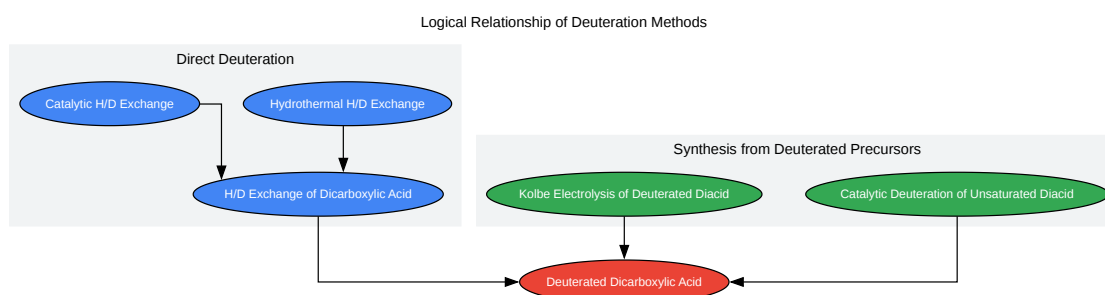 Logical Relationship of Deuteration Methods
Direct Deuteration
Catalytic H/D Exchange
Hydrothermal H/D Exchange
H/D Exchange of Dicarboxylic Acid
Synthesis from Deuterated Precursors
Kolbe Electrolysis of Deuterated Diacid
Catalytic Deuteration of Unsaturated Diacid
Deuterated Dicarboxylic Acid